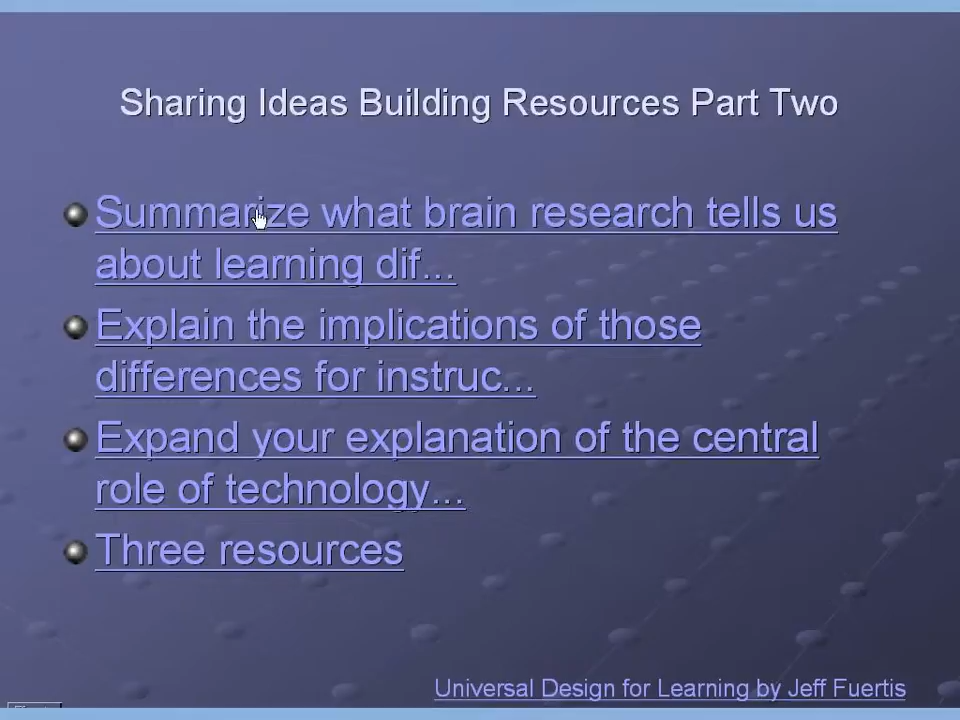 Sharing Ideas Building Resources Part Two
Summarize what brain research tells us
about learning dif...
Explain the implications of those
differences for instruc...
Expand your explanation of the central
role of technology...
Three resources
Universal Design for Learning by Jeff Fuertis